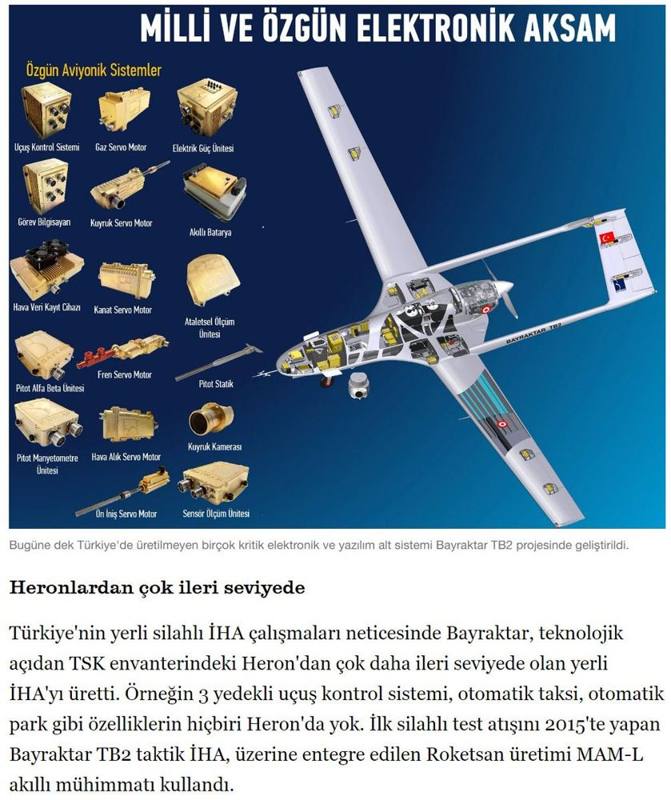 MİLLİ VE ÖZGÜN ELEKTRONİK AKSAM
Özgün Aviyonik Sistemler
Uçuş Kontrol Sistemi
Gaz Servo Motor
Elektrik Güç Ünitesi
Görev Bilgisayarı
Kuyruk Servo Motor
Akıllı Batarya
Hava Veri Kayıt Cihazı
Kanat Servo Motor
Ataletsel Ölçüm
Ünitesi
Pitot Alfa Beta Ünitesi
Fren Servo Motor
Pitot Statik
Pitot Manyetometre
Ünitesi
Hava Alık Servo Motor
Kuyruk Kamerası
Ön İniş Servo Motor
Sensör Ölçüm Ünitesi
BAYRAKTAR TB2
Bugüne dek Türkiye'de üretilmeyen birçok kritik elektronik ve yazılım alt sistemi Bayraktar TB2 projesinde geliştirildi.
Heronlardan çok ileri seviyede
Türkiye'nin yerli silahlı İHA çalışmaları neticesinde Bayraktar, teknolojik
açıdan TSK envanterindeki Heron'dan çok daha ileri seviyede olan yerli
İHA'yı üretti. Örneğin 3 yedekli uçuş kontrol sistemi, otomatik taksi, otomatik
park gibi özelliklerin hiçbiri Heron'da yok. İlk silahlı test atışını 2015'te yapan
Bayraktar TB2 taktik İHA, üzerine entegre edilen Roketsan üretimi MAM-L
akıllı mühimmatı kullandı.